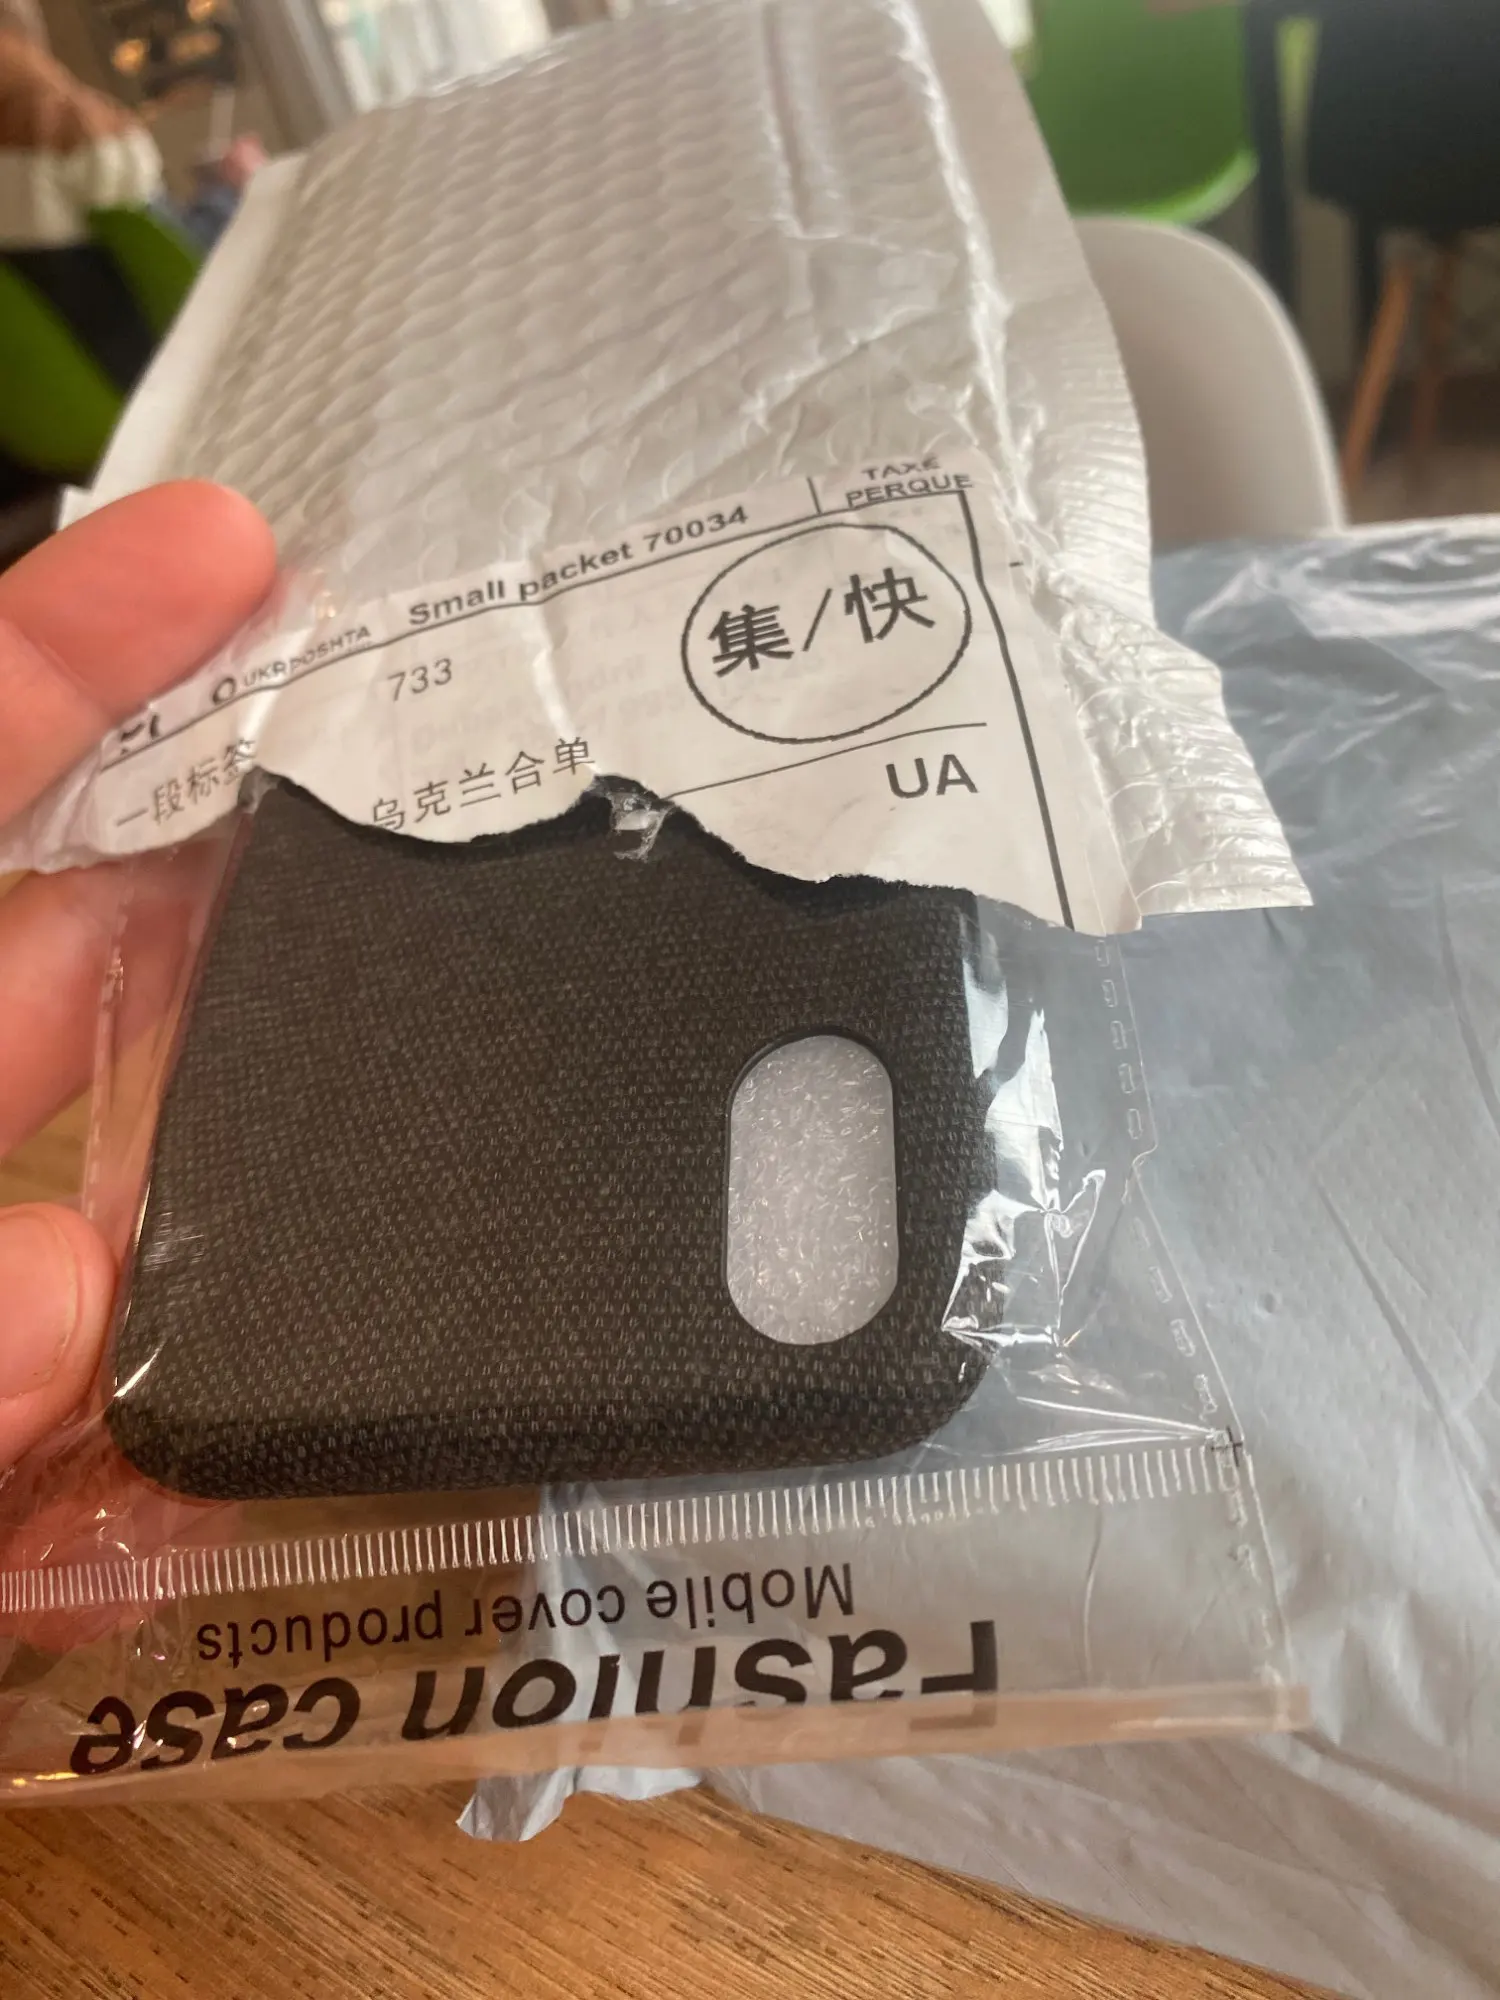 TAXE
PERQUE
Small packet 70034
UKRPOSHTA
733
集/快
一段标签
乌克兰合单
UA
Mobile cover products
Fashion case